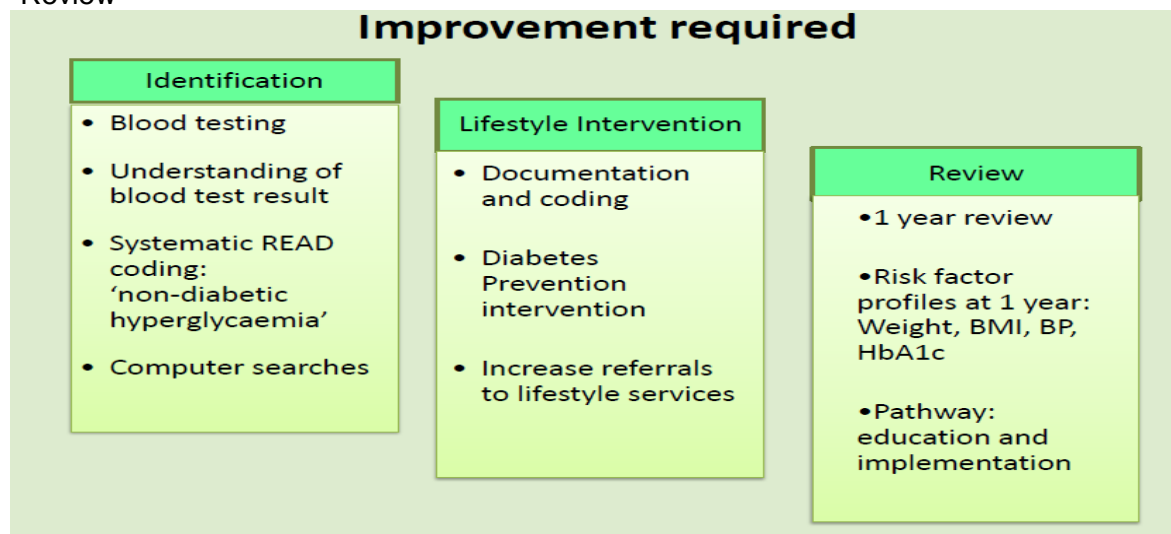 Review
Improvement required
Identification
• Blood testing
• Understanding of
blood test result
• Systematic READ
coding:
‘non-diabetic
hyperglycaemia’
• Computer searches
Lifestyle Intervention
• Documentation
and coding
• Diabetes
Prevention
intervention
• Increase referrals
to lifestyle services
Review
•1 year review
•Risk factor
profiles at 1 year:
Weight, BMI, BP,
HbA1c
•Pathway:
education and
implementation